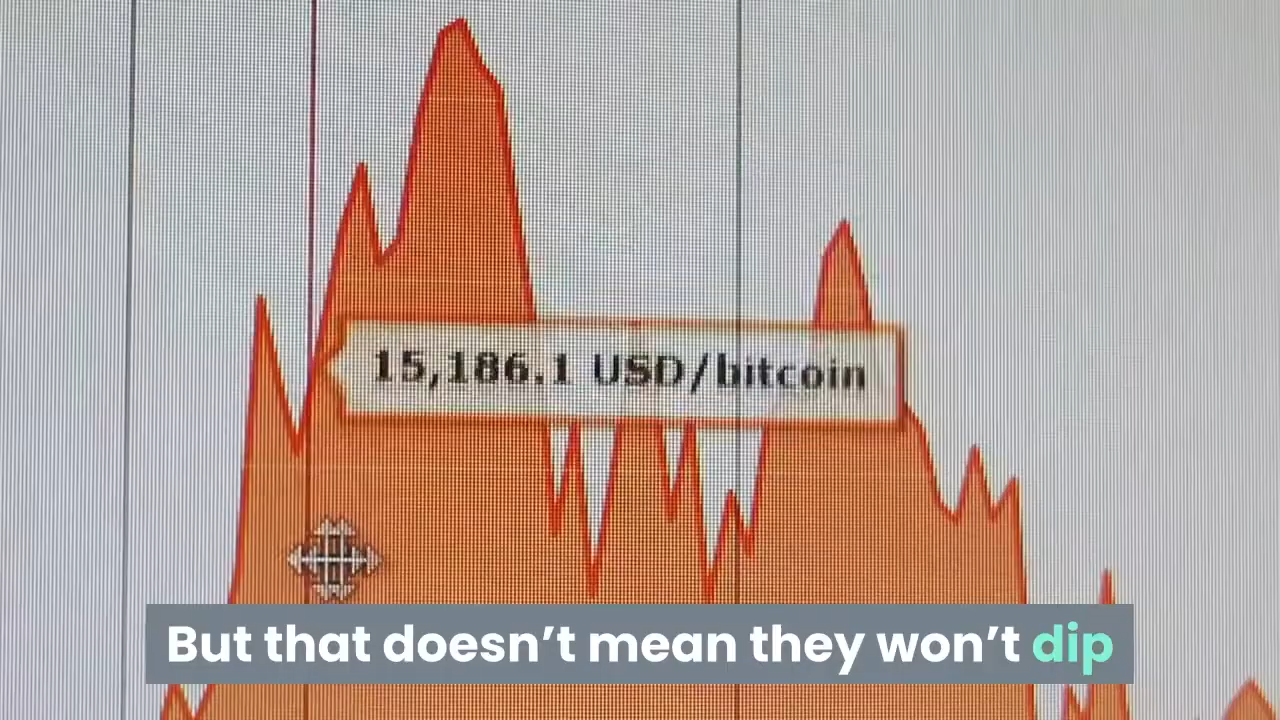 15,186.1 USD/bitcoin
But that doesn’t mean they won’t dip